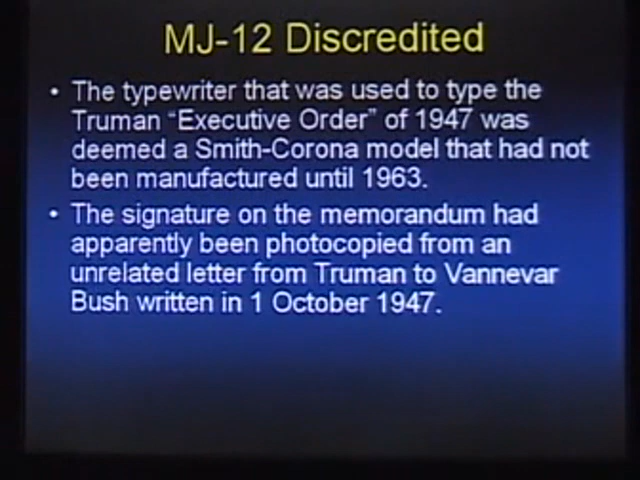 MJ-12 Discredited
• The typewriter that was used to type the
Truman "Executive Order" of 1947 was
deemed a Smith-Corona model that had not
been manufactured until 1963.
• The signature on the memorandum had
apparently been photocopied from an
unrelated letter from Truman to Vannevar
Bush written in 1 October 1947.